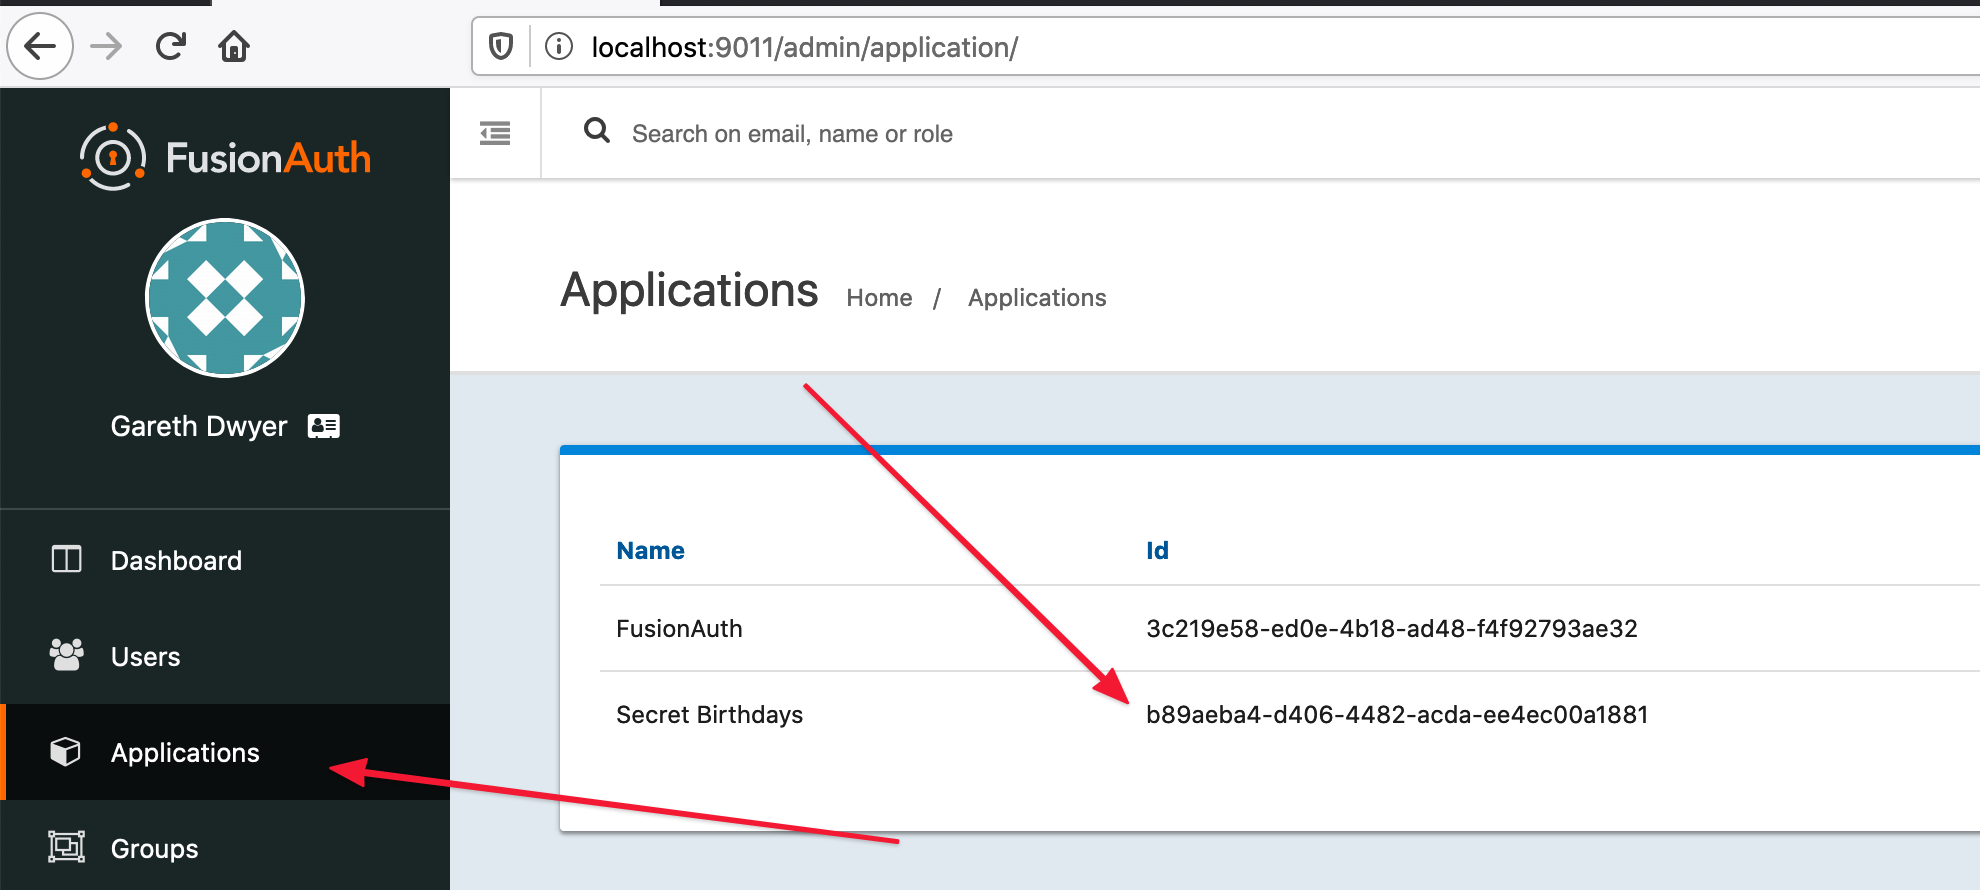 localhost:9011/admin/application/
FusionAuth
Search on email, name or role
Gareth Dwyer
Applications Home / Applications
Dashboard
Users
Applications
Groups
Name Id
FusionAuth 3c219e58-ed0e-4b18-ad48-f4f92793ae32
Secret Birthdays b89aeba4-d406-4482-acda-ee4ec00a1881